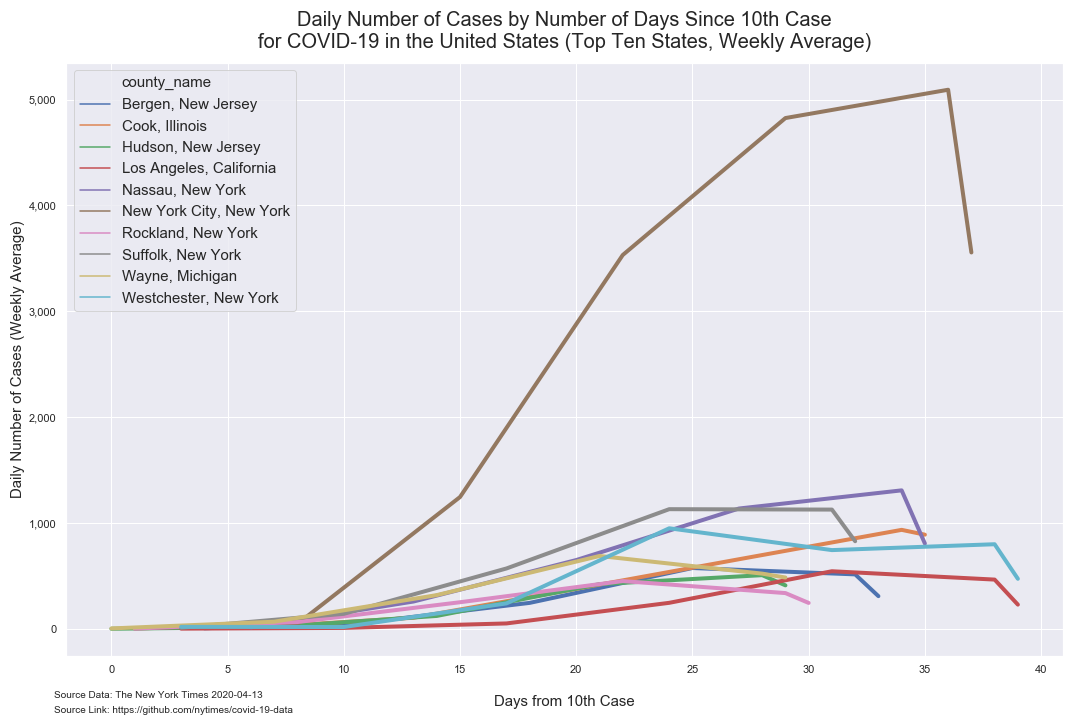 Daily Number of Cases by Number of Days Since 10th Case
for COVID-19 in the United States (Top Ten States, Weekly Average)
county_name
Bergen, New Jersey
Cook, Illinois
Hudson, New Jersey
Los Angeles, California
Nassau, New York
New York City, New York
Rockland, New York
Suffolk, New York
Wayne, Michigan
Westchester, New York
Daily Number of Cases (Weekly Average)
5,000
4,000
3,000
2,000
1,000
0
0 5 10 15 20 25 30 35 40
Days from 10th Case
Source Data: The New York Times 2020-04-13
Source Link: https://github.com/nytimes/covid-19-data